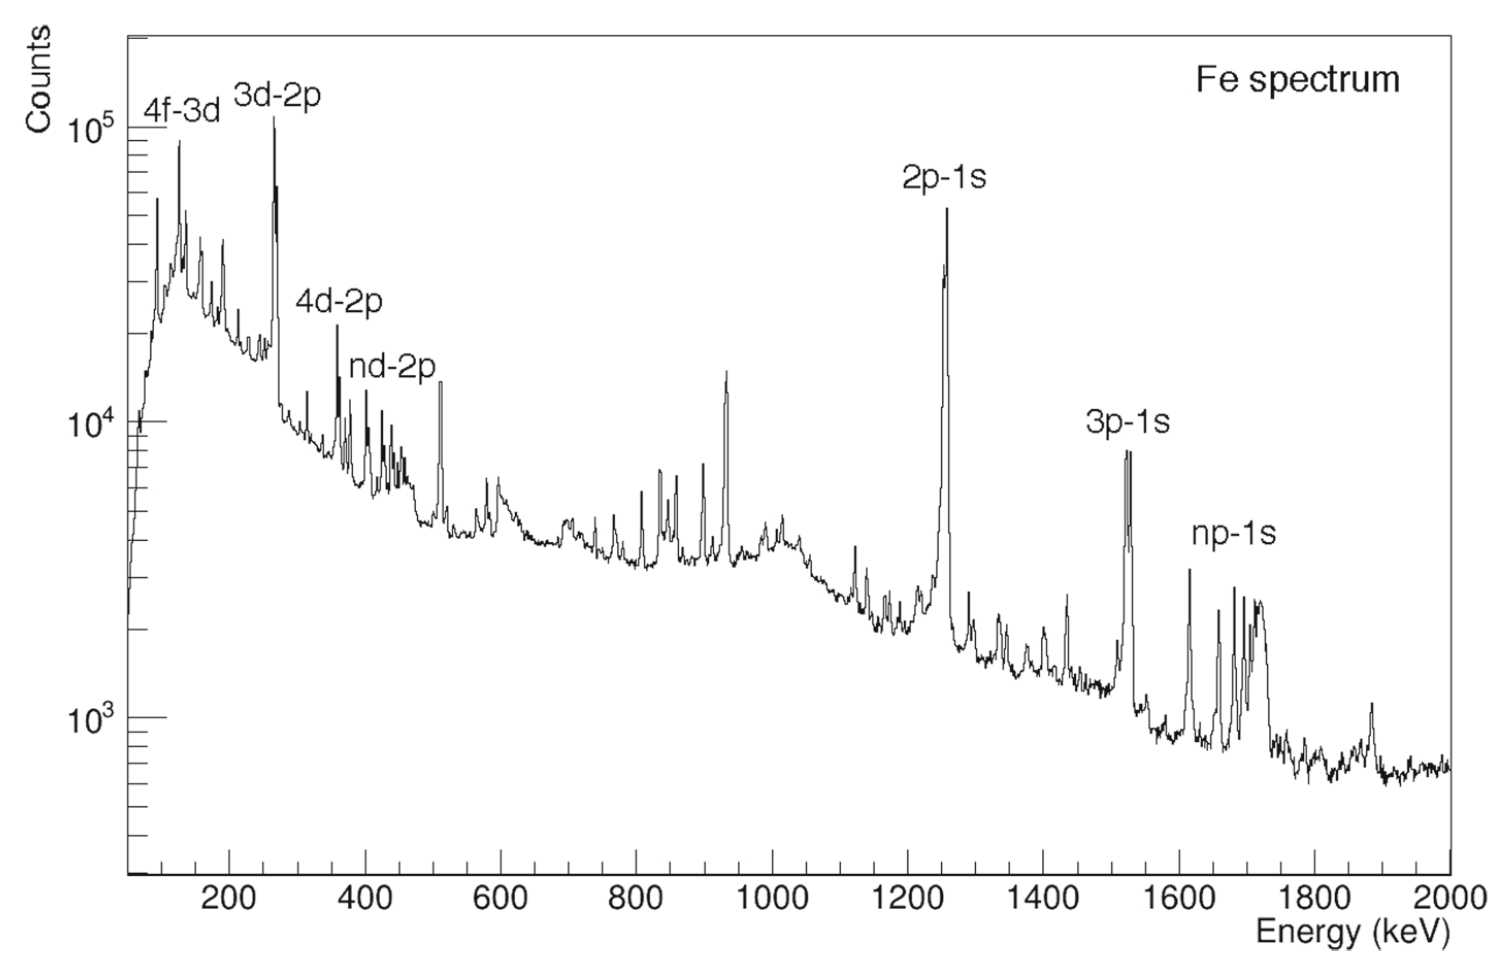 Counts
Fe spectrum
4f-3d
3d-2p
10^5
2p-1s
4d-2p
nd-2p
10^4
3p-1s
np-1s
10^3
200 400 600 800 1000 1200 1400 1600 1800 2000
Energy (keV)